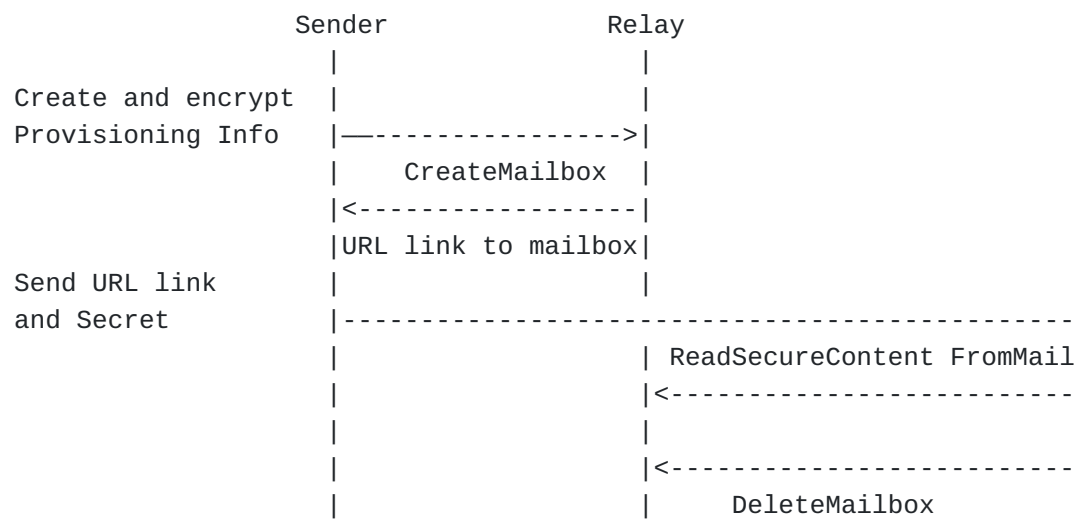 Sender Relay
Create and encrypt
Provisioning Info
CreateMailbox
URL link to mailbox
Send URL link
and Secret
ReadSecureContent FromMail
DeleteMailbox